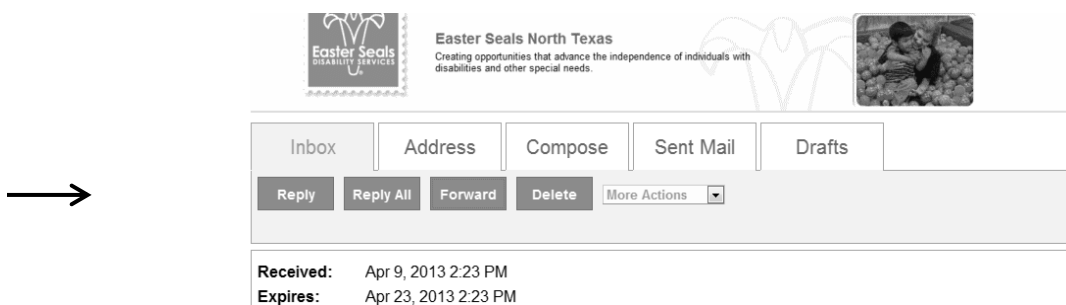 Easter Seals
DISABILITY SERVICES
Easter Seals North Texas
Creating opportunities that advance the independence of individuals with
disabilities and other special needs.
Inbox Address Compose Sent Mail Drafts
Reply Reply All Forward Delete More Actions
Received: Apr 9, 2013 2:23 PM
Expires: Apr 23, 2013 2:23 PM